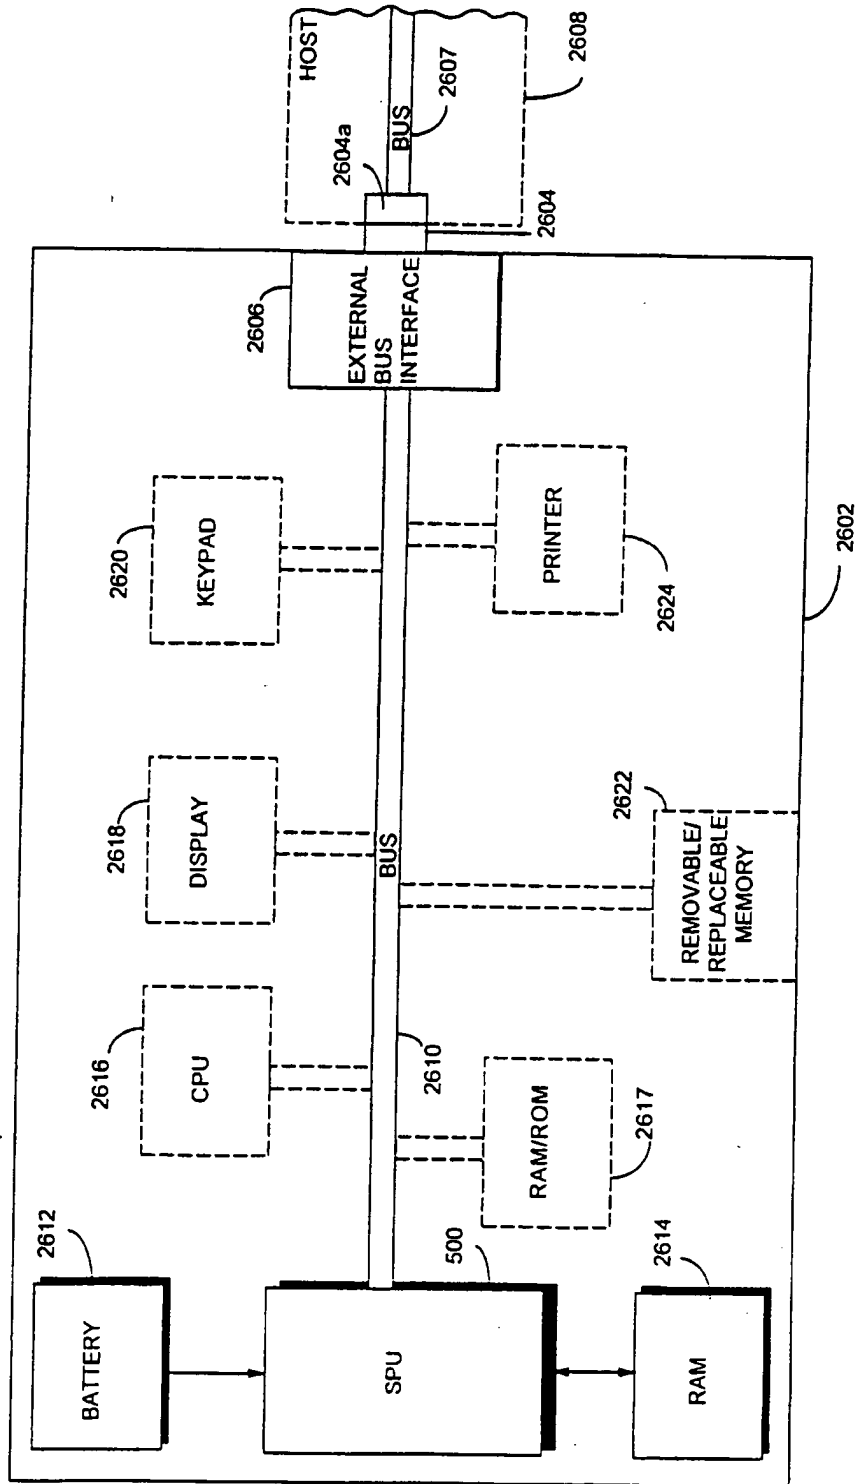 HOST
BUS
2607
2604a
2608
2604
2606
EXTERNAL
BUS
INTERFACE
2620
KEYPAD
PRINTER
2624
2602
2618
DISPLAY
BUS
2622
REMOVABLE/
REPLACEABLE
MEMORY
2616
CPU
2610
RAM/ROM
2617
2612
BATTERY
500
SPU
2614
RAM